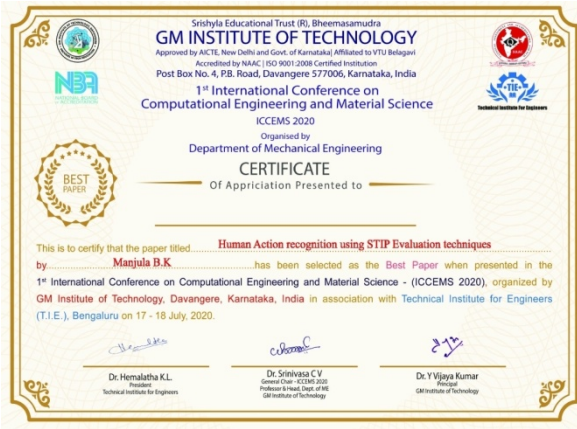 Srishyla Educational Trust (R), Bheemasamudra
GM INSTITUTE OF TECHNOLOGY
Approved by AICTE, New Delhi and Govt. of Karnataka| Affiliated to VTU Belagavi
Accredited by NAAC | ISO 9001:2008 Certified Institution
Post Box No. 4, P.B. Road, Davangere 577006, Karnataka, India
NBA
NATIONAL BOARD
of ACCREDITATION
TIE
Technical Institute for Engineers
1st International Conference on
Computational Engineering and Material Science
ICCEMS 2020
Organised by
Department of Mechanical Engineering
BEST
PAPER
CERTIFICATE
Of Appriciation Presented to
This is to certify that the paper titled Human Action recognition using STIP Evaluation techniques
by Manjula B.K has been selected as the Best Paper when presented in the
1st International Conference on Computational Engineering and Material Science - (ICCEMS 2020), organized by
GM Institute of Technology, Davangere, Karnataka, India in association with Technical Institute for Engineers
(T.I.E.), Bengaluru on 17 - 18 July, 2020.
Dr. Hemalatha K.L.
President
Technical Institute for Engineers
Dr. Srinivasa C V
General Chair - ICCEMS 2020
Professor & Head, Dept. of ME
GM Institute of Technology
Dr. Y Vijaya Kumar
Principal
GM Institute of Technology